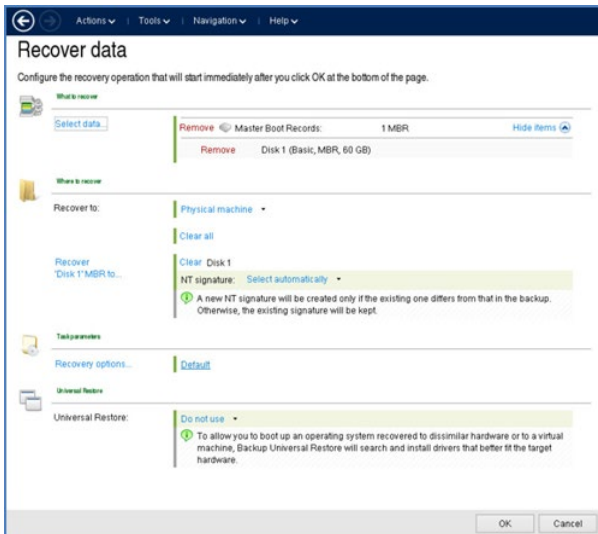 Actions Tools Navigation Help
Recover data
Configure the recovery operation that will start immediately after you click OK at the bottom of the page.
What to recover
Select data...
Remove Master Boot Records: 1 MBR Hide items
Remove Disk 1 (Basic, MBR, 60 GB)
Where to recover
Recover to: Physical machine
Clear all
Recover Clear Disk 1
'Disk 1' MBR to...
NT signature: Select automatically
A new NT signature will be created only if the existing one differs from that in the backup.
Otherwise, the existing signature will be kept.
Task parameters
Recovery options... Default
Universal Restore
Universal Restore: Do not use
To allow you to boot up an operating system recovered to dissimilar hardware or to a virtual
machine, Backup Universal Restore will search and install drivers that better fit the target
hardware.
OK Cancel